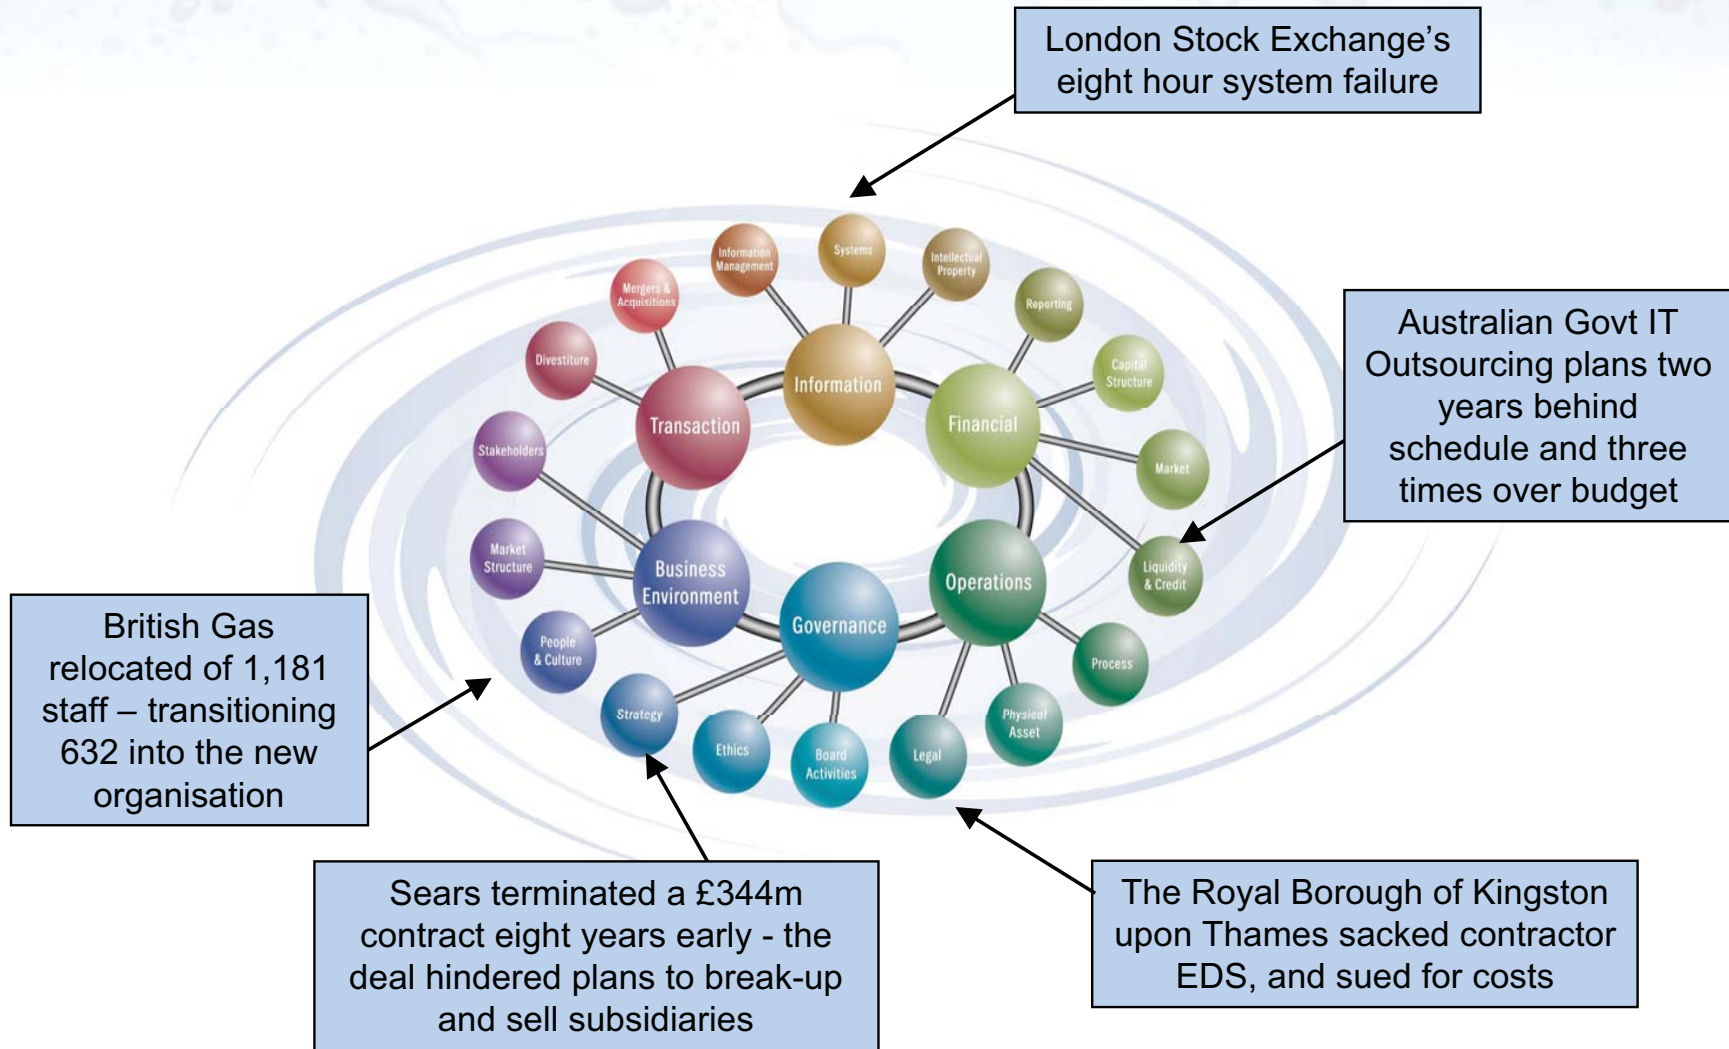 London Stock Exchange's
eight hour system failure
Information
Management
Systems
Intellectual
Property
Mergers &
Acquisitions
Reporting
Divestiture
Capital
Structure
Information
Transaction
Financial
Stakeholders
Market
Australian Govt IT
Outsourcing plans two
years behind
schedule and three
times over budget
Market
Structure
Business
Environment
Operations
Liquidity
& Credit
Governance
People
& Culture
Process
Strategy
Ethics
Board
Activities
Legal
Physical
Asset
British Gas
relocated of 1,181
staff – transitioning
632 into the new
organisation
Sears terminated a £344m
contract eight years early - the
deal hindered plans to break-up
and sell subsidiaries
The Royal Borough of Kingston
upon Thames sacked contractor
EDS, and sued for costs